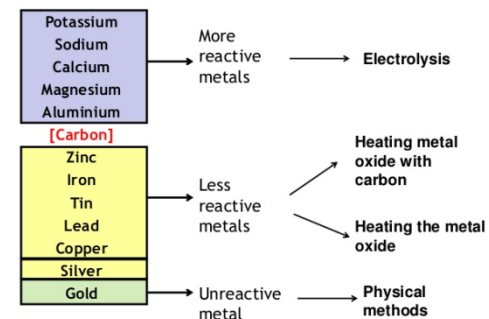 Potassium
Sodium
Calcium
Magnesium
Aluminium
[Carbon]
Zinc
Iron
Tin
Lead
Copper
Silver
Gold
More
reactive
metals
Less
reactive
metals
Unreactive
metal
Electrolysis
Heating metal
oxide with
carbon
Heating the metal
oxide
Physical
methods